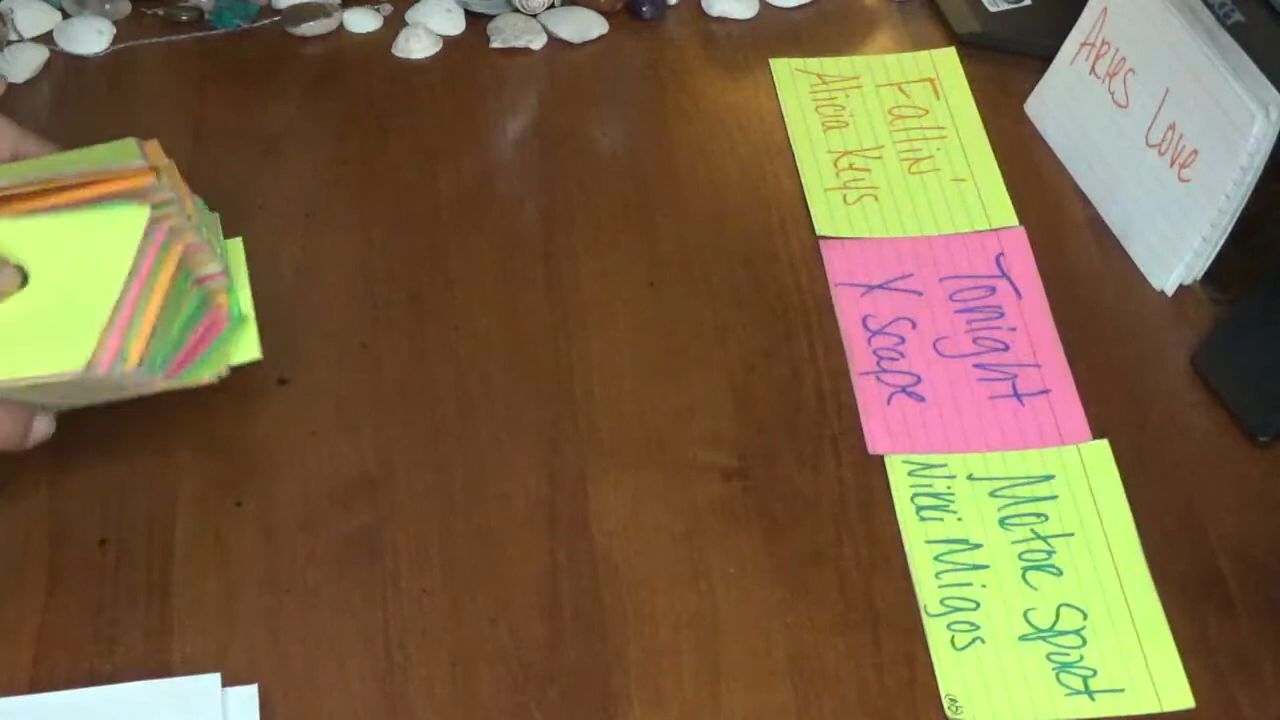 Fallin'
Alicia Keys
Tonight
X scape
Motor Sport
Nikki Migos
Aries Love